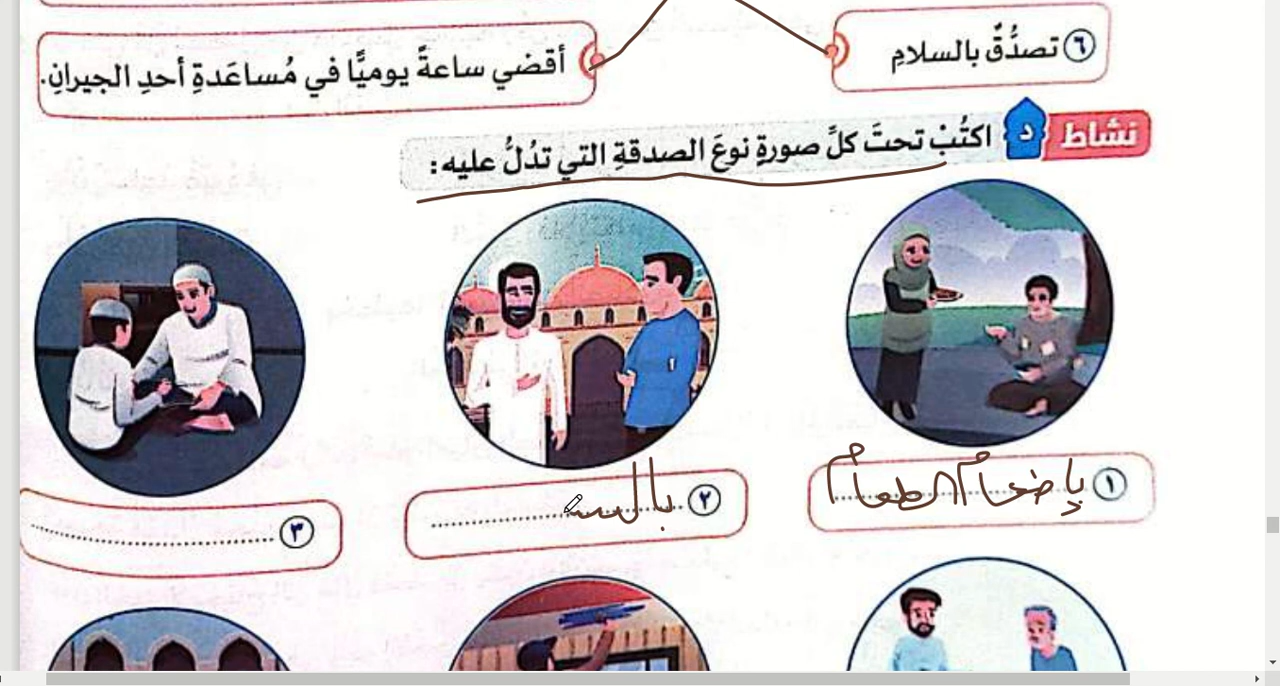 ٦ تصدُّقٌ بالسلامِ
أقضي ساعةً يوميًّا في مُساعَدةِ أحدِ الجيرانِ.
نشاط د اكتُبْ تحتَ كلِّ صورةٍ نوعَ الصدقةِ التي تدُلُّ عليه:
١ بإضعام الطعام
٢ بالسـ
٣